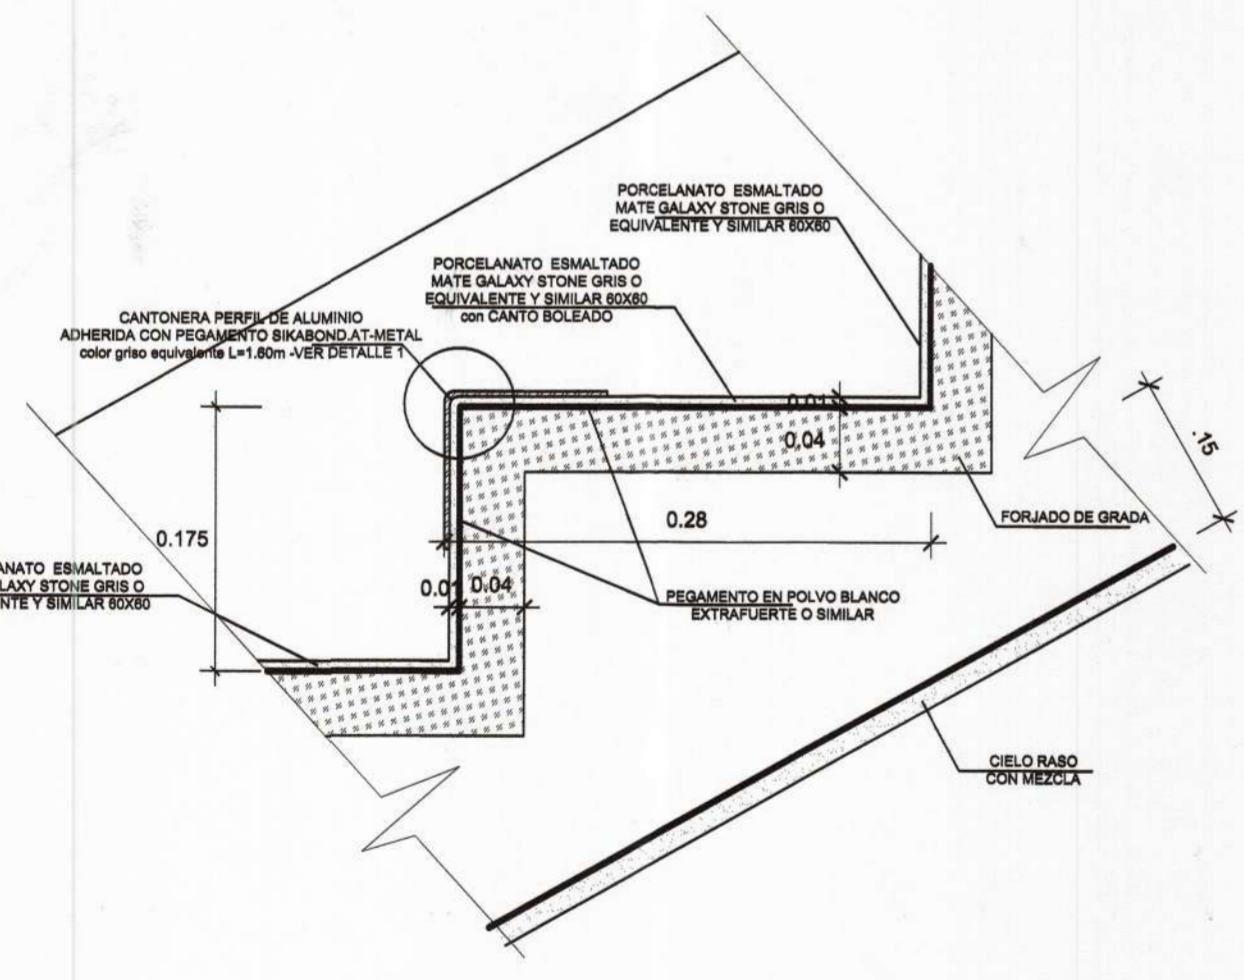 PORCELANATO ESMALTADO
MATE GALAXY STONE GRIS O
EQUIVALENTE Y SIMILAR 60X60
PORCELANATO ESMALTADO
MATE GALAXY STONE GRIS O
EQUIVALENTE Y SIMILAR 60X60
con CANTO BOLEADO
CANTONERA PERFIL DE ALUMINIO
ADHERIDA CON PEGAMENTO SIKABOND.AT-METAL
color griso equivalente L=1.60m -VER DETALLE 1
0.01
0.04
.15
0.175
0.28
FORJADO DE GRADA
ANATO ESMALTADO
LAXY STONE GRIS O
NTE Y SIMILAR 60X60
0.01
0.04
PEGAMENTO EN POLVO BLANCO
EXTRAFUERTE O SIMILAR
CIELO RASO
CON MEZCLA